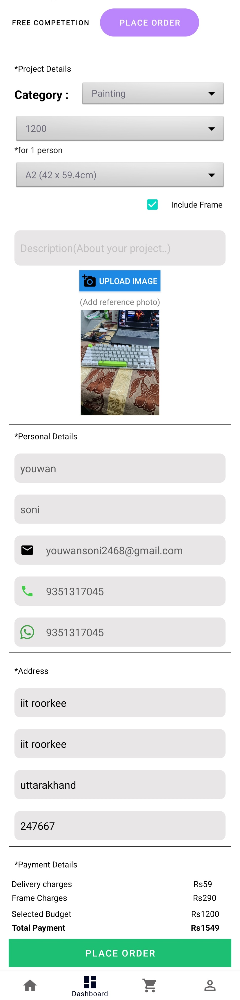 FREE COMPETETION PLACE ORDER
*Project Details
Category : Painting
1200
*for 1 person
A2 (42 x 59.4cm)
Include Frame
Description(About your project..)
UPLOAD IMAGE
(Add reference photo)
*Personal Details
youwan
soni
youwansoni2468@gmail.com
9351317045
9351317045
*Address
iit roorkee
iit roorkee
uttarakhand
247667
*Payment Details
Delivery charges Rs59
Frame Charges Rs290
Selected Budget Rs1200
Total Payment Rs1549
PLACE ORDER
Dashboard